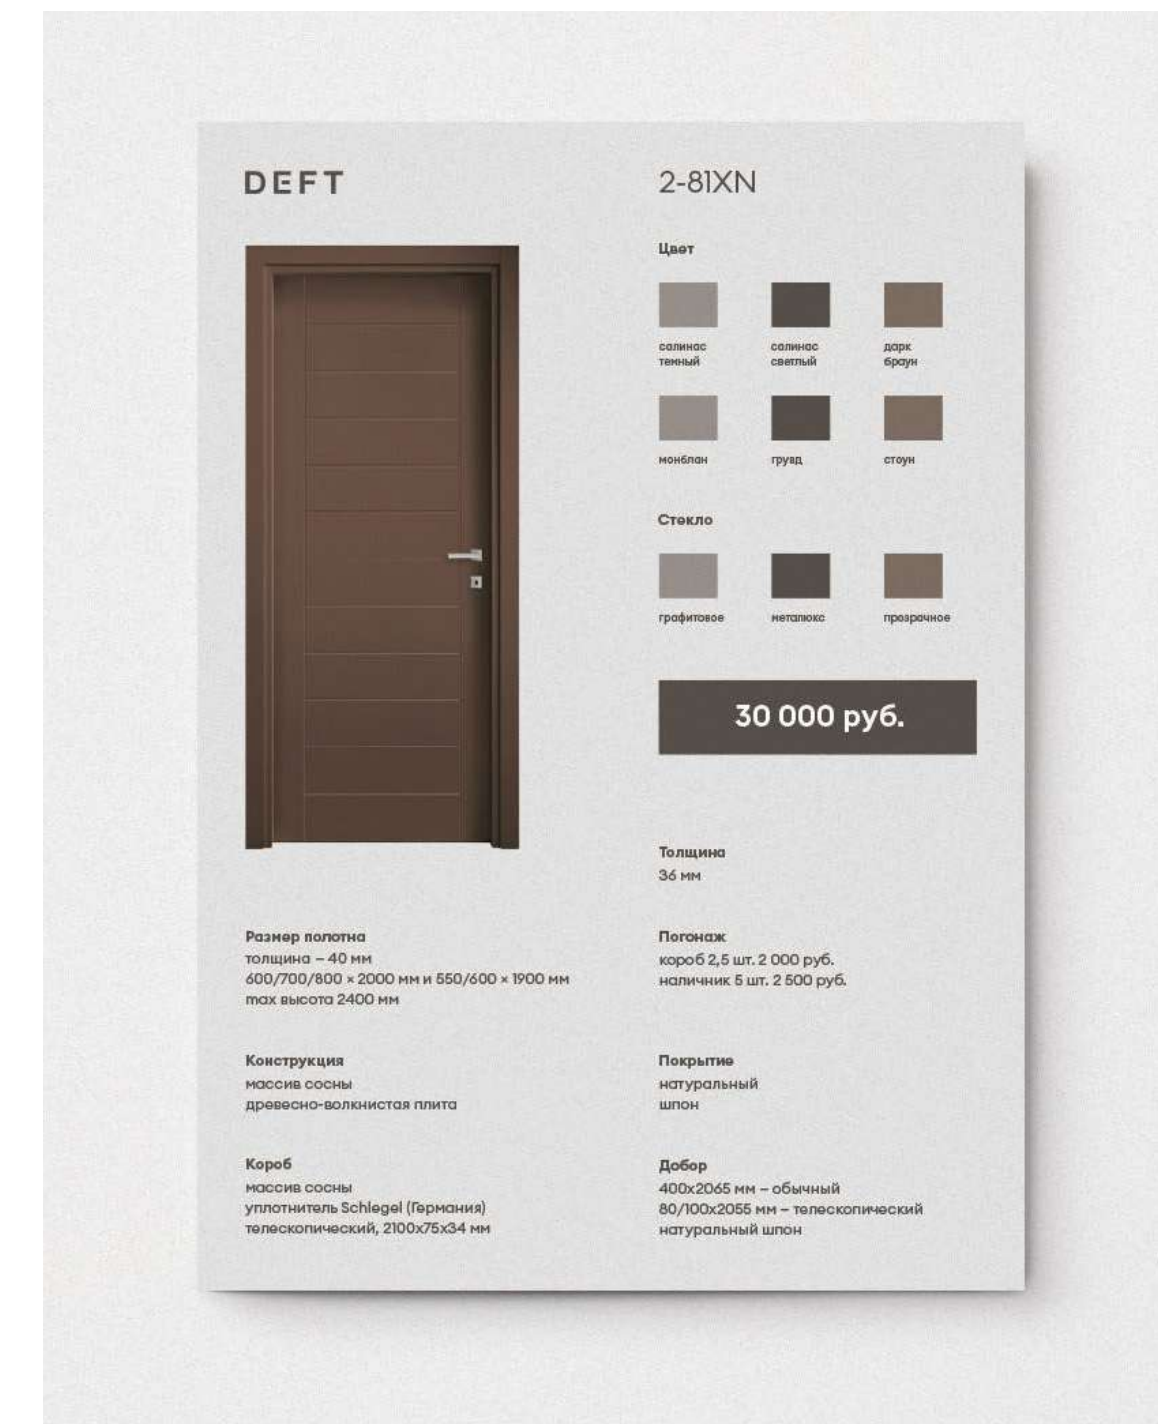 DEFT
2-81XN
Цвет
салинас
темный
салинас
светлый
дарк
браун
монблан
грувд
стоун
Стекло
графитовое
металюкс
прозрачное
30 000 руб.
Толщина
36 мм
Размер полотна
толщина – 40 мм
600/700/800 × 2000 мм и 550/600 × 1900 мм
max высота 2400 мм
Погонаж
короб 2,5 шт. 2 000 руб.
наличник 5 шт. 2 500 руб.
Конструкция
массив сосны
древесно-волкнистая плита
Покрытие
натуральный
шпон
Короб
массив сосны
уплотнитель Schlegel (Германия)
телескопический, 2100x75x34 мм
Добор
400x2065 мм – обычный
80/100x2055 мм – телескопический
натуральный шпон